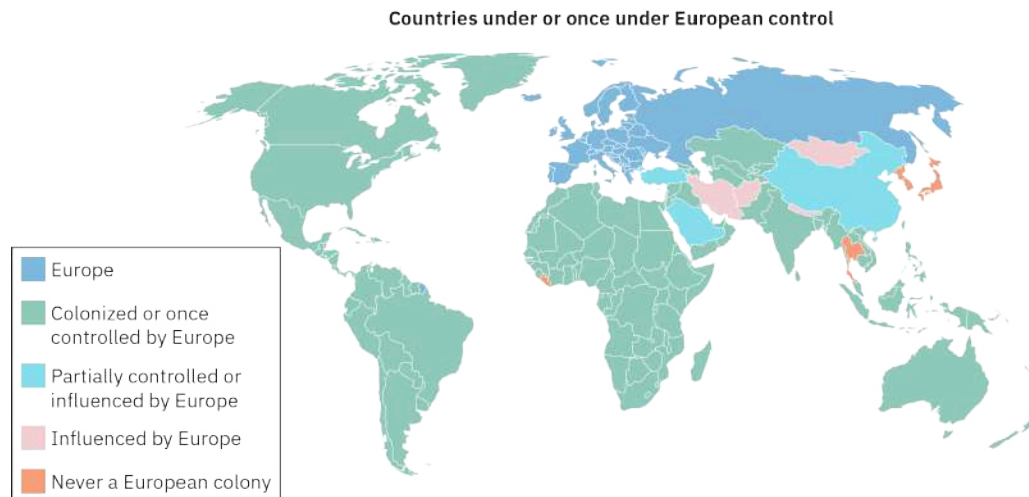 Countries under or once under European control
Europe
Colonized or once
controlled by Europe
Partially controlled or
influenced by Europe
Influenced by Europe
Never a European colony